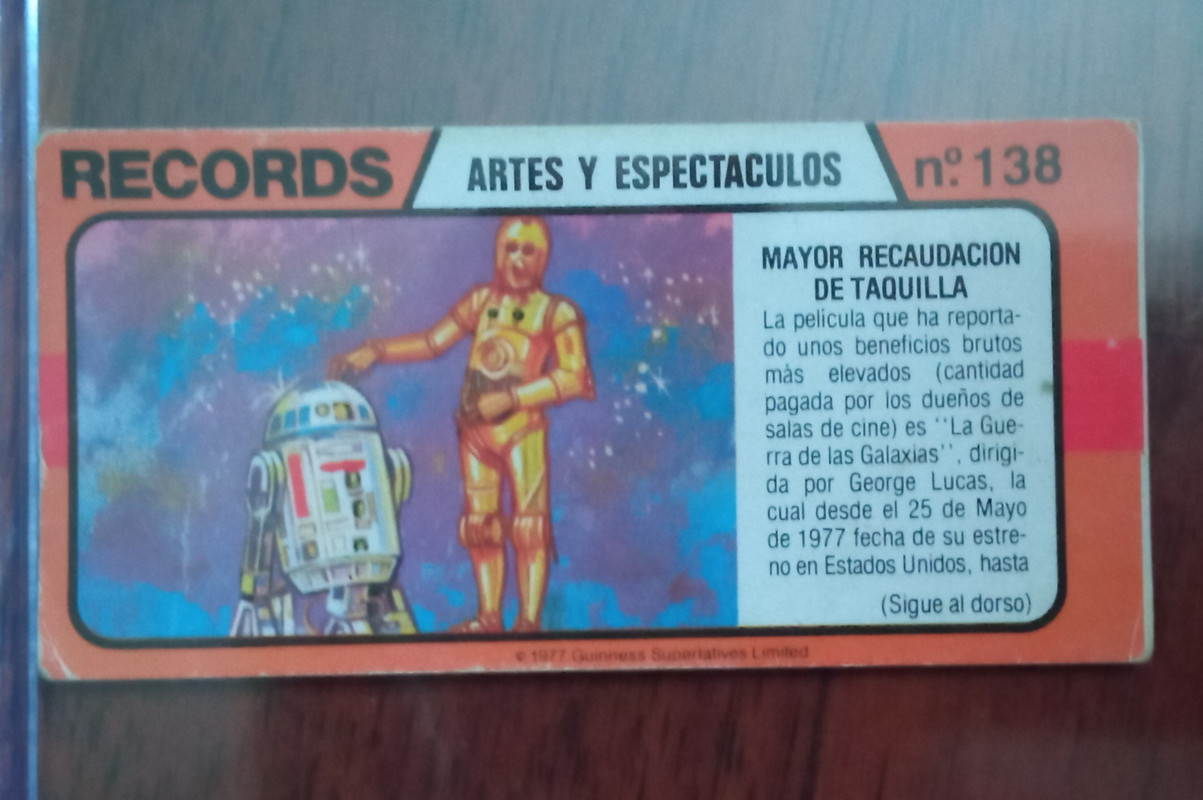 RECORDS
ARTES Y ESPECTACULOS
nº 138
MAYOR RECAUDACION
DE TAQUILLA
La pelicula que ha reporta-
do unos beneficios brutos
más elevados (cantidad
pagada por los dueños de
salas de cine) es ''La Gue-
rra de las Galaxias'', dirigi-
da por George Lucas, la
cual desde el 25 de Mayo
de 1977 fecha de su estre-
no en Estados Unidos, hasta
(Sigue al dorso)
© 1977 Guinness Superlatives Limited